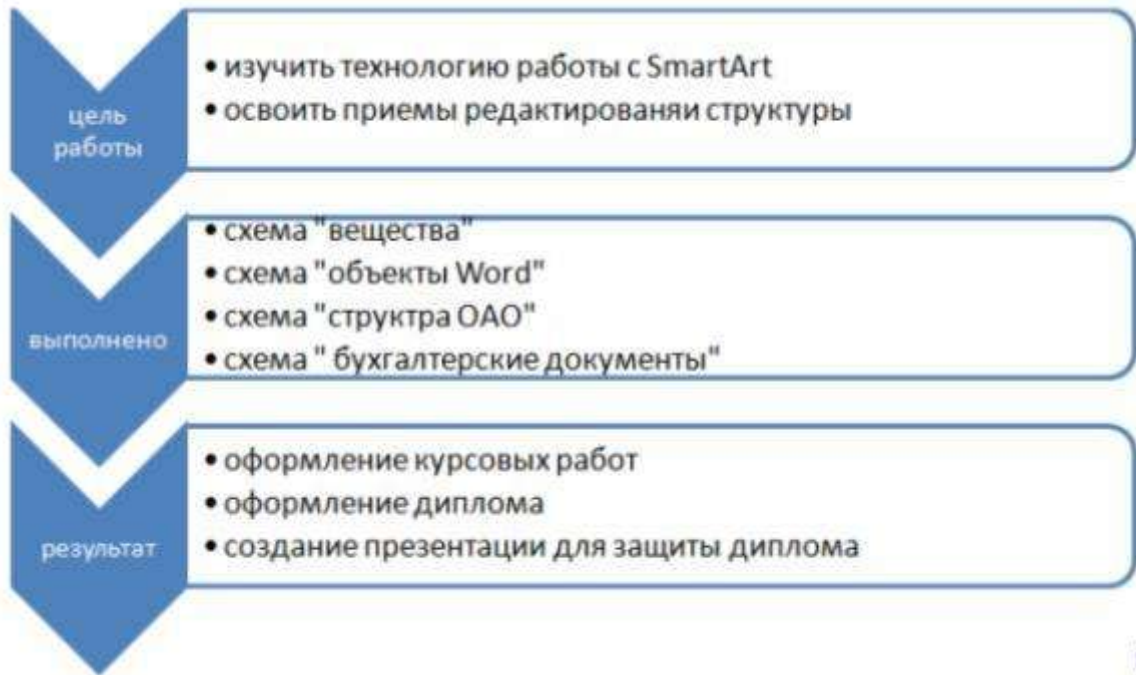 цель
работы
• изучить технологию работы с SmartArt
• освоить приемы редактированяи структуры
выполнено
• схема "вещества"
• схема "объекты Word"
• схема "структра ОАО"
• схема " бухгалтерские документы"
результат
• оформление курсовых работ
• оформление диплома
• создание презентации для защиты диплома